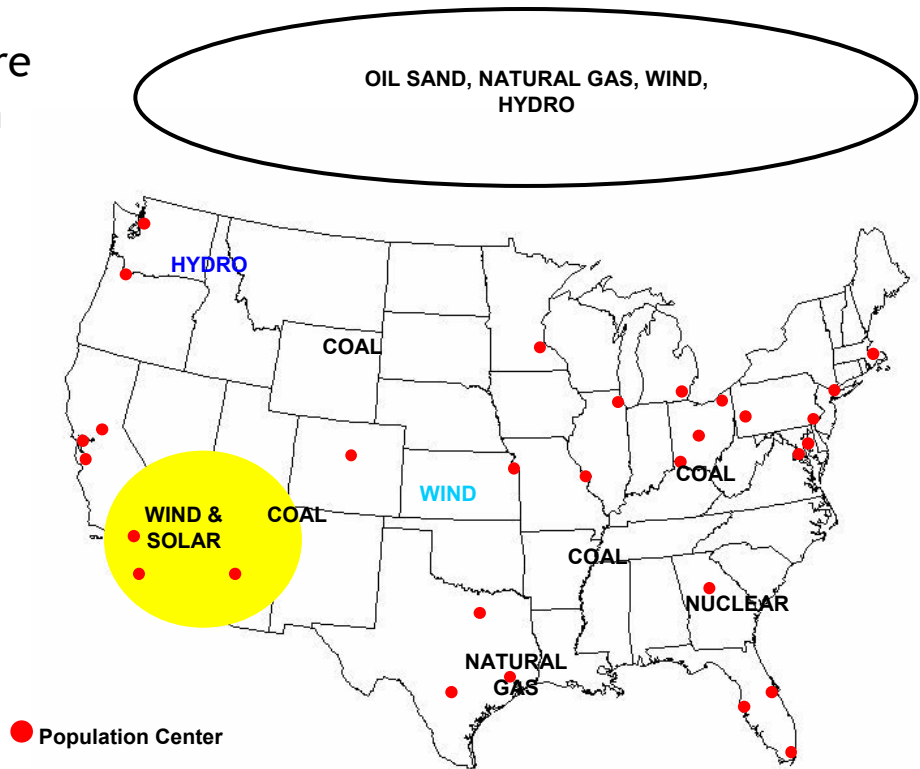 re
OIL SAND, NATURAL GAS, WIND,
HYDRO
HYDRO
COAL
WIND
WIND &
SOLAR
COAL
COAL
COAL
NUCLEAR
NATURAL
GAS
Population Center